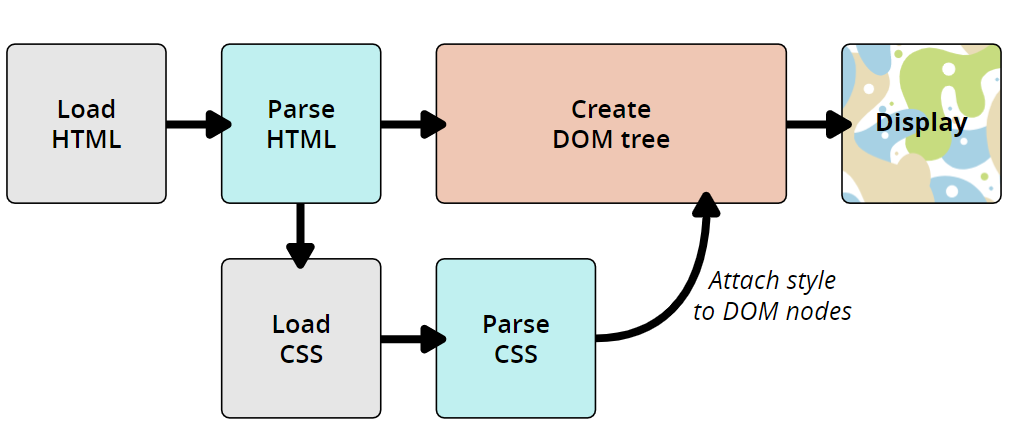 Load
HTML
Parse
HTML
Create
DOM tree
Display
Load
CSS
Parse
CSS
Attach style
to DOM nodes